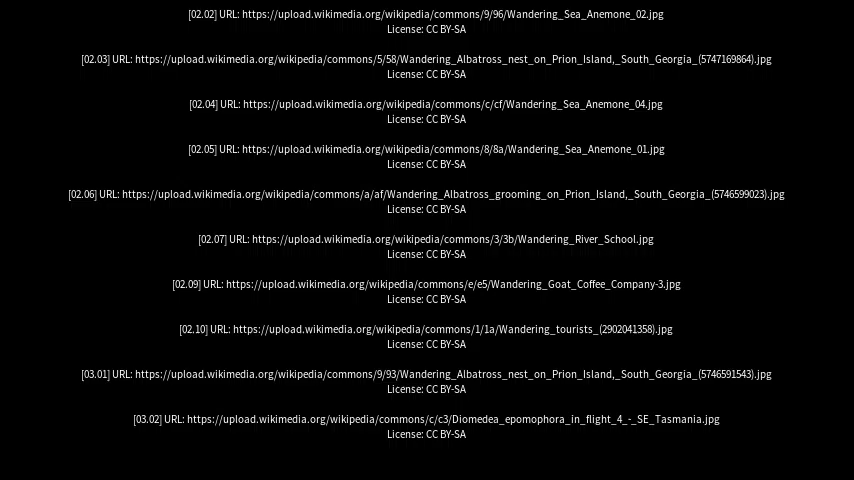 [02.02] URL: https://upload.wikimedia.org/wikipedia/commons/9/96/Wandering_Sea_Anemone_02.jpg
License: CC BY-SA
[02.03] URL: https://upload.wikimedia.org/wikipedia/commons/5/58/Wandering_Albatross_nest_on_Prion_Island,_South_Georgia_(5747169864).jpg
License: CC BY-SA
[02.04] URL: https://upload.wikimedia.org/wikipedia/commons/c/cf/Wandering_Sea_Anemone_04.jpg
License: CC BY-SA
[02.05] URL: https://upload.wikimedia.org/wikipedia/commons/8/8a/Wandering_Sea_Anemone_01.jpg
License: CC BY-SA
[02.06] URL: https://upload.wikimedia.org/wikipedia/commons/a/af/Wandering_Albatross_grooming_on_Prion_Island,_South_Georgia_(5746599023).jpg
License: CC BY-SA
[02.07] URL: https://upload.wikimedia.org/wikipedia/commons/3/3b/Wandering_River_School.jpg
License: CC BY-SA
[02.09] URL: https://upload.wikimedia.org/wikipedia/commons/e/e5/Wandering_Goat_Coffee_Company-3.jpg
License: CC BY-SA
[02.10] URL: https://upload.wikimedia.org/wikipedia/commons/1/1a/Wandering_tourists_(2902041358).jpg
License: CC BY-SA
[03.01] URL: https://upload.wikimedia.org/wikipedia/commons/9/93/Wandering_Albatross_nest_on_Prion_Island,_South_Georgia_(5746591543).jpg
License: CC BY-SA
[03.02] URL: https://upload.wikimedia.org/wikipedia/commons/c/c3/Diomedea_epomophora_in_flight_4_-_SE_Tasmania.jpg
License: CC BY-SA